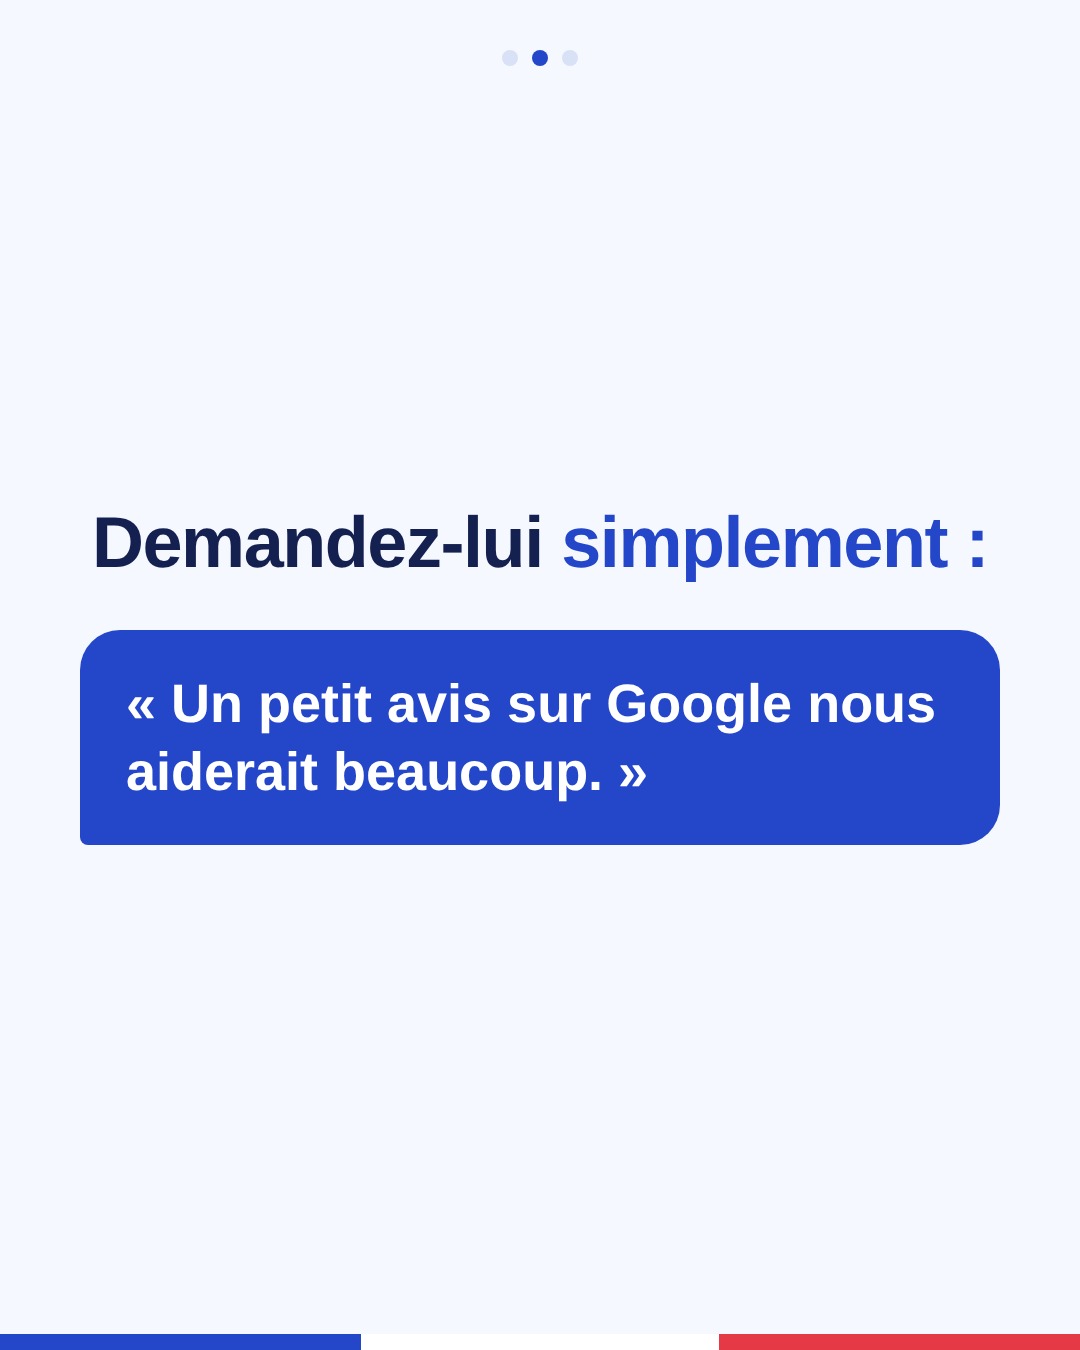 Demandez-lui simplement :
« Un petit avis sur Google nous
aiderait beaucoup. »